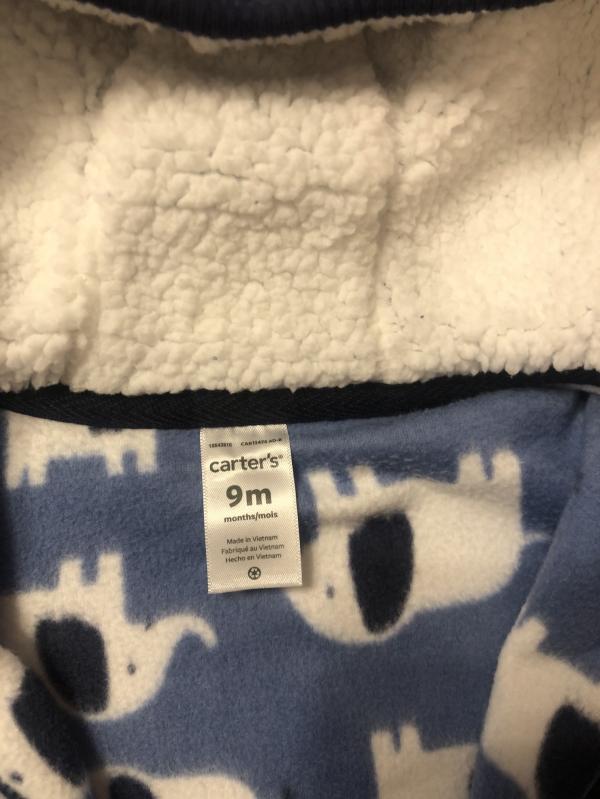 carter's®
9m
months/mois
Made in Vietnam
Fabriqué au Vietnam
Hecho en Vietnam